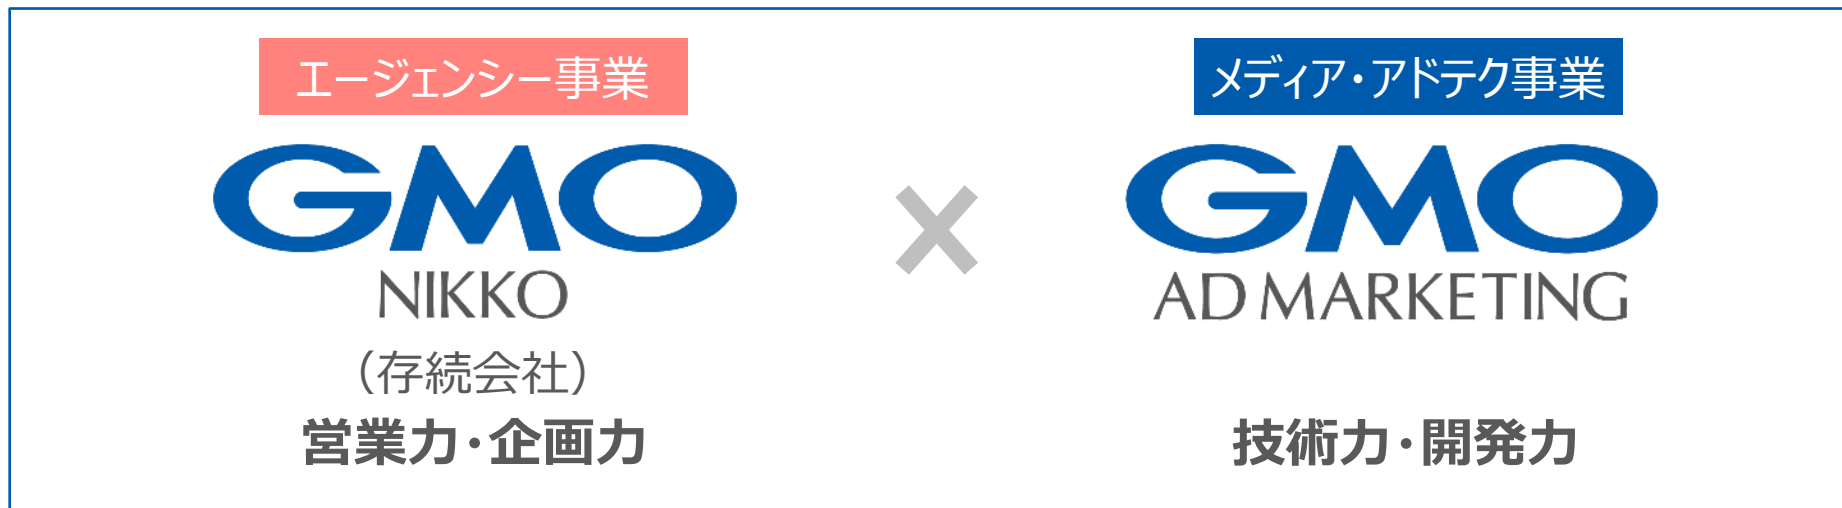 エージェンシー事業
GMO
NIKKO
（存続会社）
営業力・企画力
×
メディア・アドテク事業
GMO
AD MARKETING
技術力・開発力